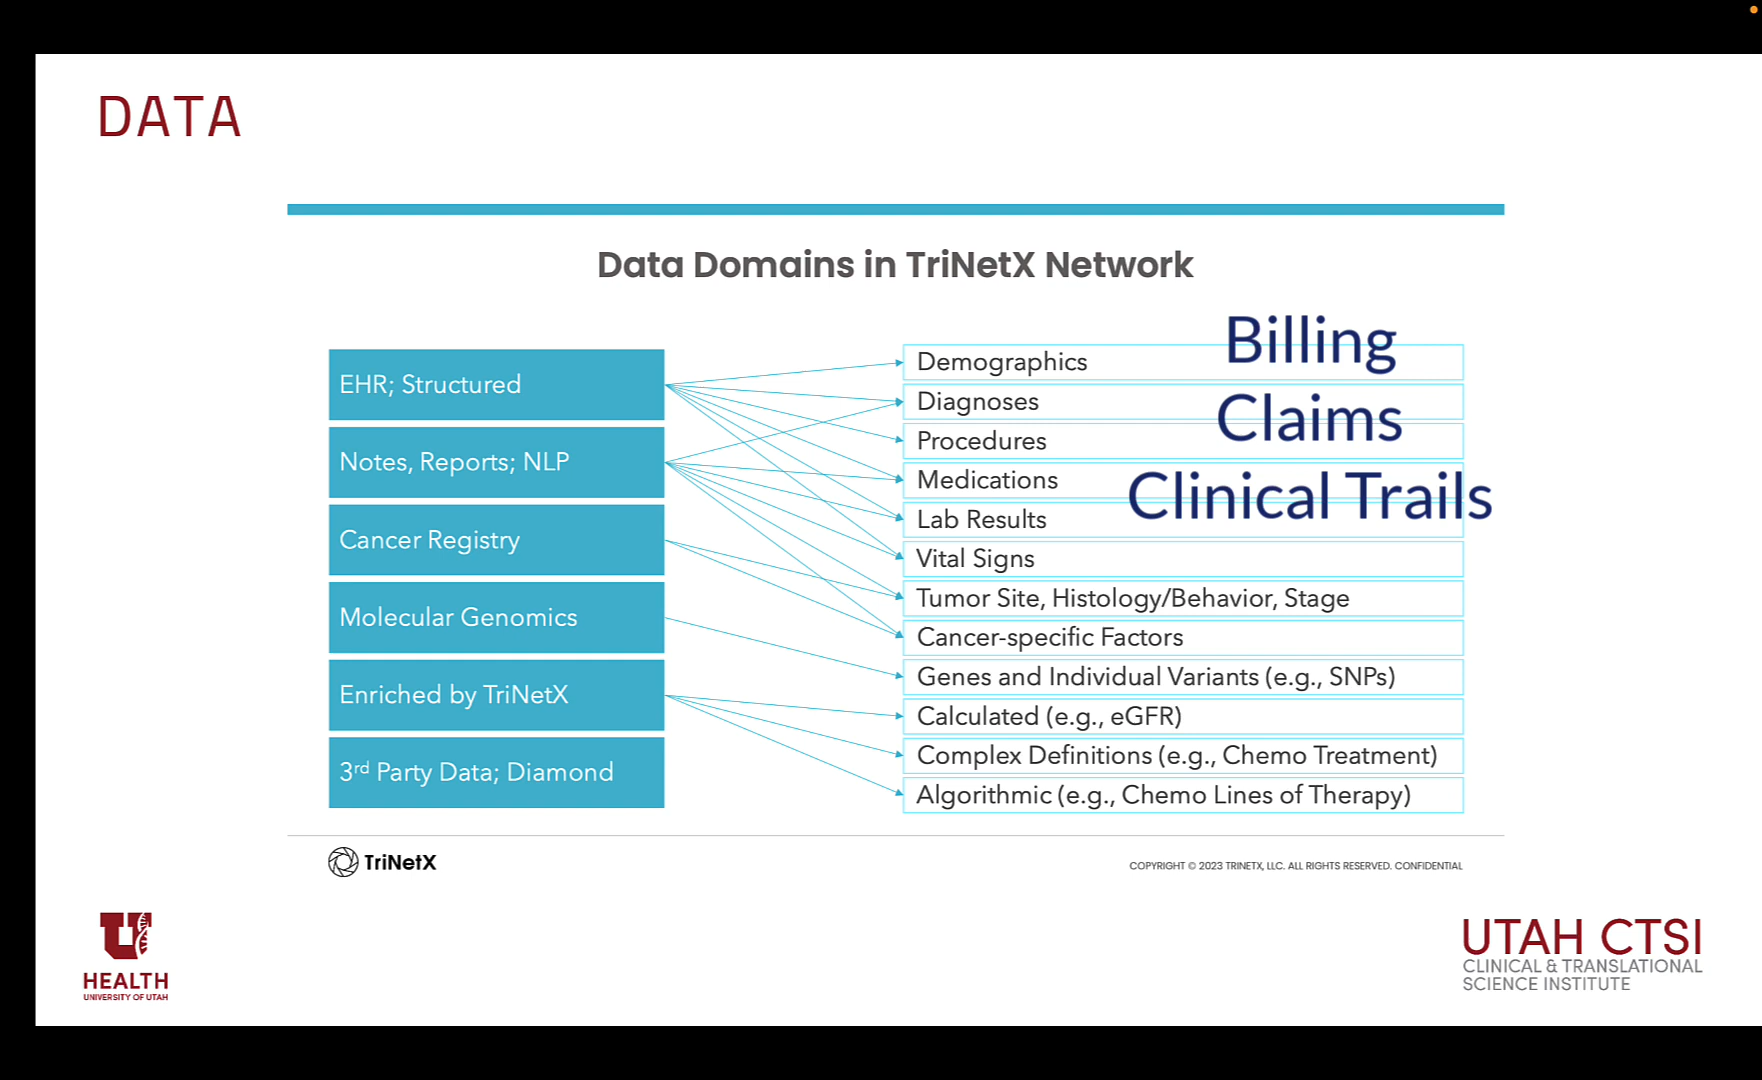 DATA
Data Domains in TriNetX Network
EHR; Structured
Notes, Reports; NLP
Cancer Registry
Molecular Genomics
Enriched by TriNetX
3rd Party Data; Diamond
Demographics
Diagnoses
Procedures
Medications
Lab Results
Vital Signs
Tumor Site, Histology/Behavior, Stage
Cancer-specific Factors
Genes and Individual Variants (e.g., SNPs)
Calculated (e.g., eGFR)
Complex Definitions (e.g., Chemo Treatment)
Algorithmic (e.g., Chemo Lines of Therapy)
Billing
Claims
Clinical Trails
TriNetX
COPYRIGHT © 2023 TRINETX, LLC. ALL RIGHTS RESERVED. CONFIDENTIAL
U
HEALTH
UNIVERSITY OF UTAH
UTAH CTSI
CLINICAL & TRANSLATIONAL
SCIENCE INSTITUTE